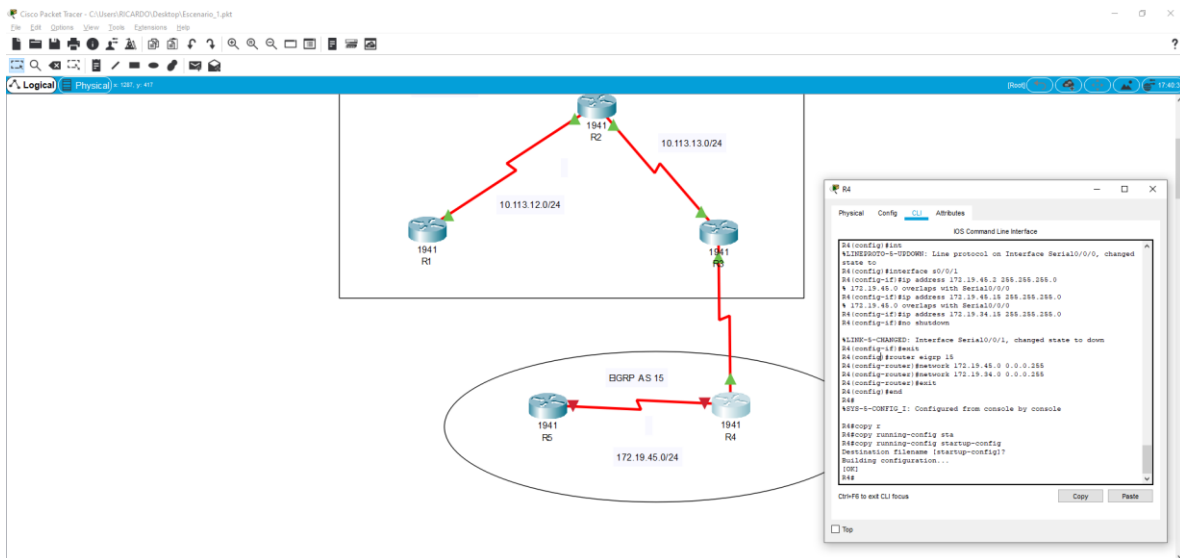 Cisco Packet Tracer - C:\Users\RICARDO\Desktop\Escenario_1.pkt
File Edit Options View Tools Extensions Help
?
Logical Physical x: 1287, y: 417 [Root] 17:40:3
1941
R2
10.113.13.0/24
10.113.12.0/24
1941
R1
1941
R3
EIGRP AS 15
1941
R5
1941
R4
172.19.45.0/24
R4
Physical Config CLI Attributes
IOS Command Line Interface
R4(config)#int
%LINEPROTO-5-UPDOWN: Line protocol on Interface Serial0/0/0, changed
state to
R4(config)#interface s0/0/1
R4(config-if)#ip address 172.19.45.2 255.255.255.0
% 172.19.45.0 overlaps with Serial0/0/0
R4(config-if)#ip address 172.19.45.15 255.255.255.0
% 172.19.45.0 overlaps with Serial0/0/0
R4(config-if)#ip address 172.19.34.15 255.255.255.0
R4(config-if)#no shutdown
%LINK-5-CHANGED: Interface Serial0/0/1, changed state to down
R4(config-if)#exit
R4(config)#router eigrp 15
R4(config-router)#network 172.19.45.0 0.0.0.255
R4(config-router)#network 172.19.34.0 0.0.0.255
R4(config-router)#exit
R4(config)#end
R4#
%SYS-5-CONFIG_I: Configured from console by console
R4#copy r
R4#copy running-config sta
R4#copy running-config startup-config
Destination filename [startup-config]?
Building configuration...
[OK]
R4#
Ctrl+F6 to exit CLI focus
Copy Paste
Top